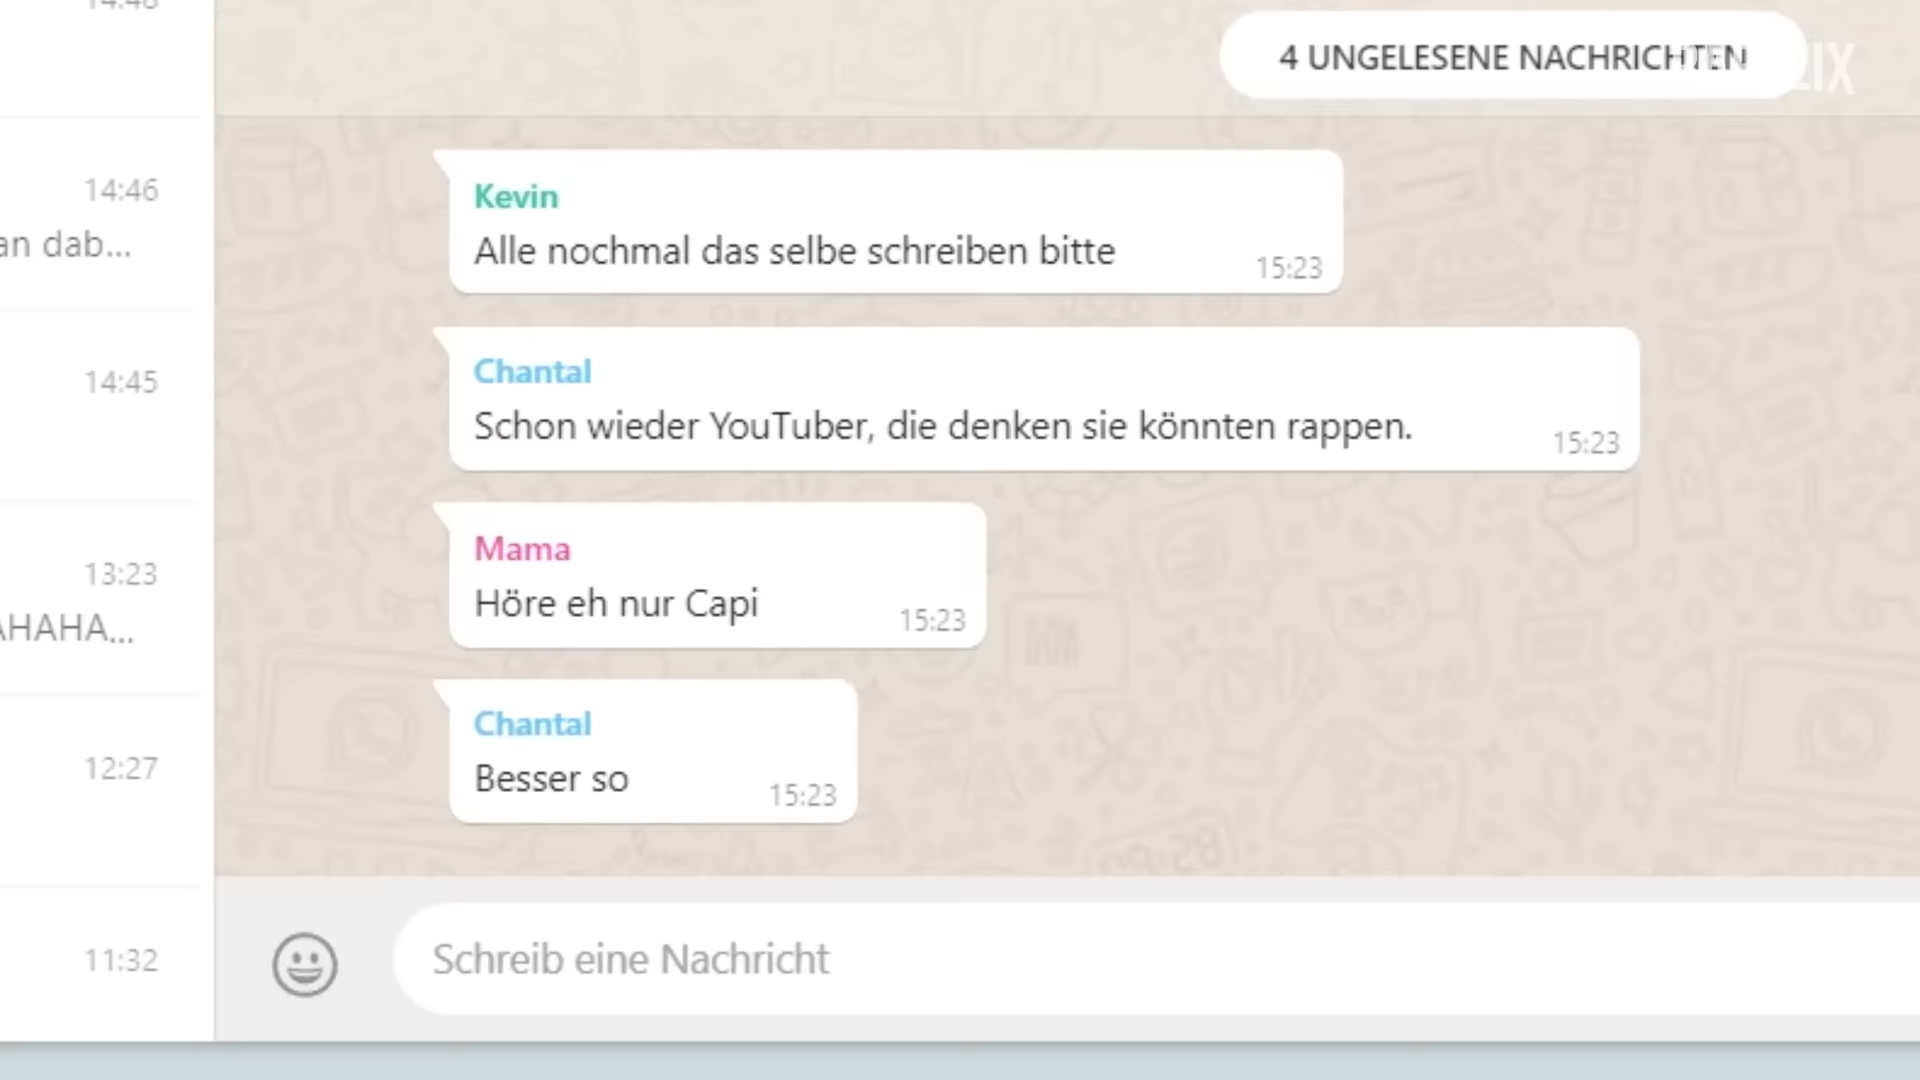 14:48
4 UNGELESENE NACHRICHTEN
14:46
an dab...
Kevin
Alle nochmal das selbe schreiben bitte
15:23
14:45
Chantal
Schon wieder YouTuber, die denken sie könnten rappen.
15:23
13:23
AHAHA...
Mama
Höre eh nur Capi
15:23
12:27
Chantal
Besser so
15:23
11:32
Schreib eine Nachricht